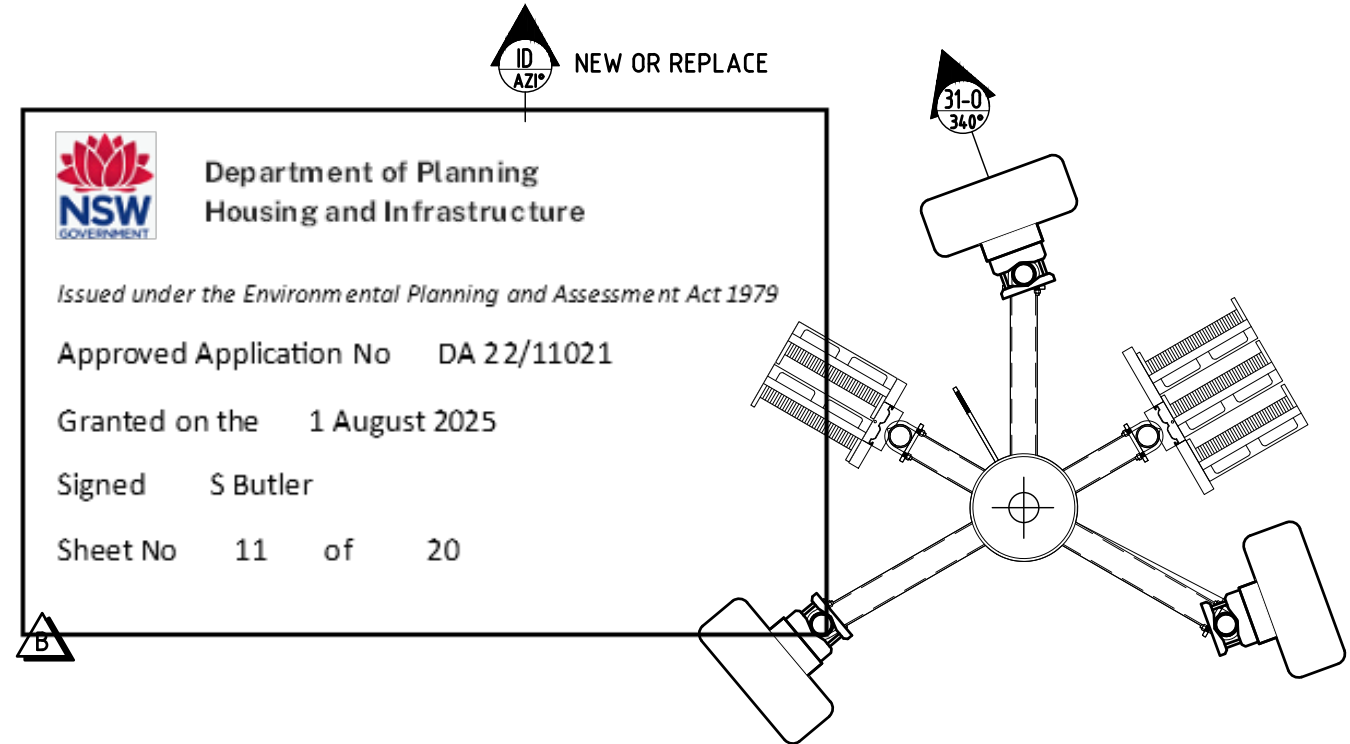 ID
AZI°
NEW OR REPLACE
31-0
340°
NSW
GOVERNMENT
Department of Planning
Housing and Infrastructure
Issued under the Environmental Planning and Assessment Act 1979
Approved Application No DA 22/11021
Granted on the 1 August 2025
Signed S Butler
Sheet No 11 of 20
B